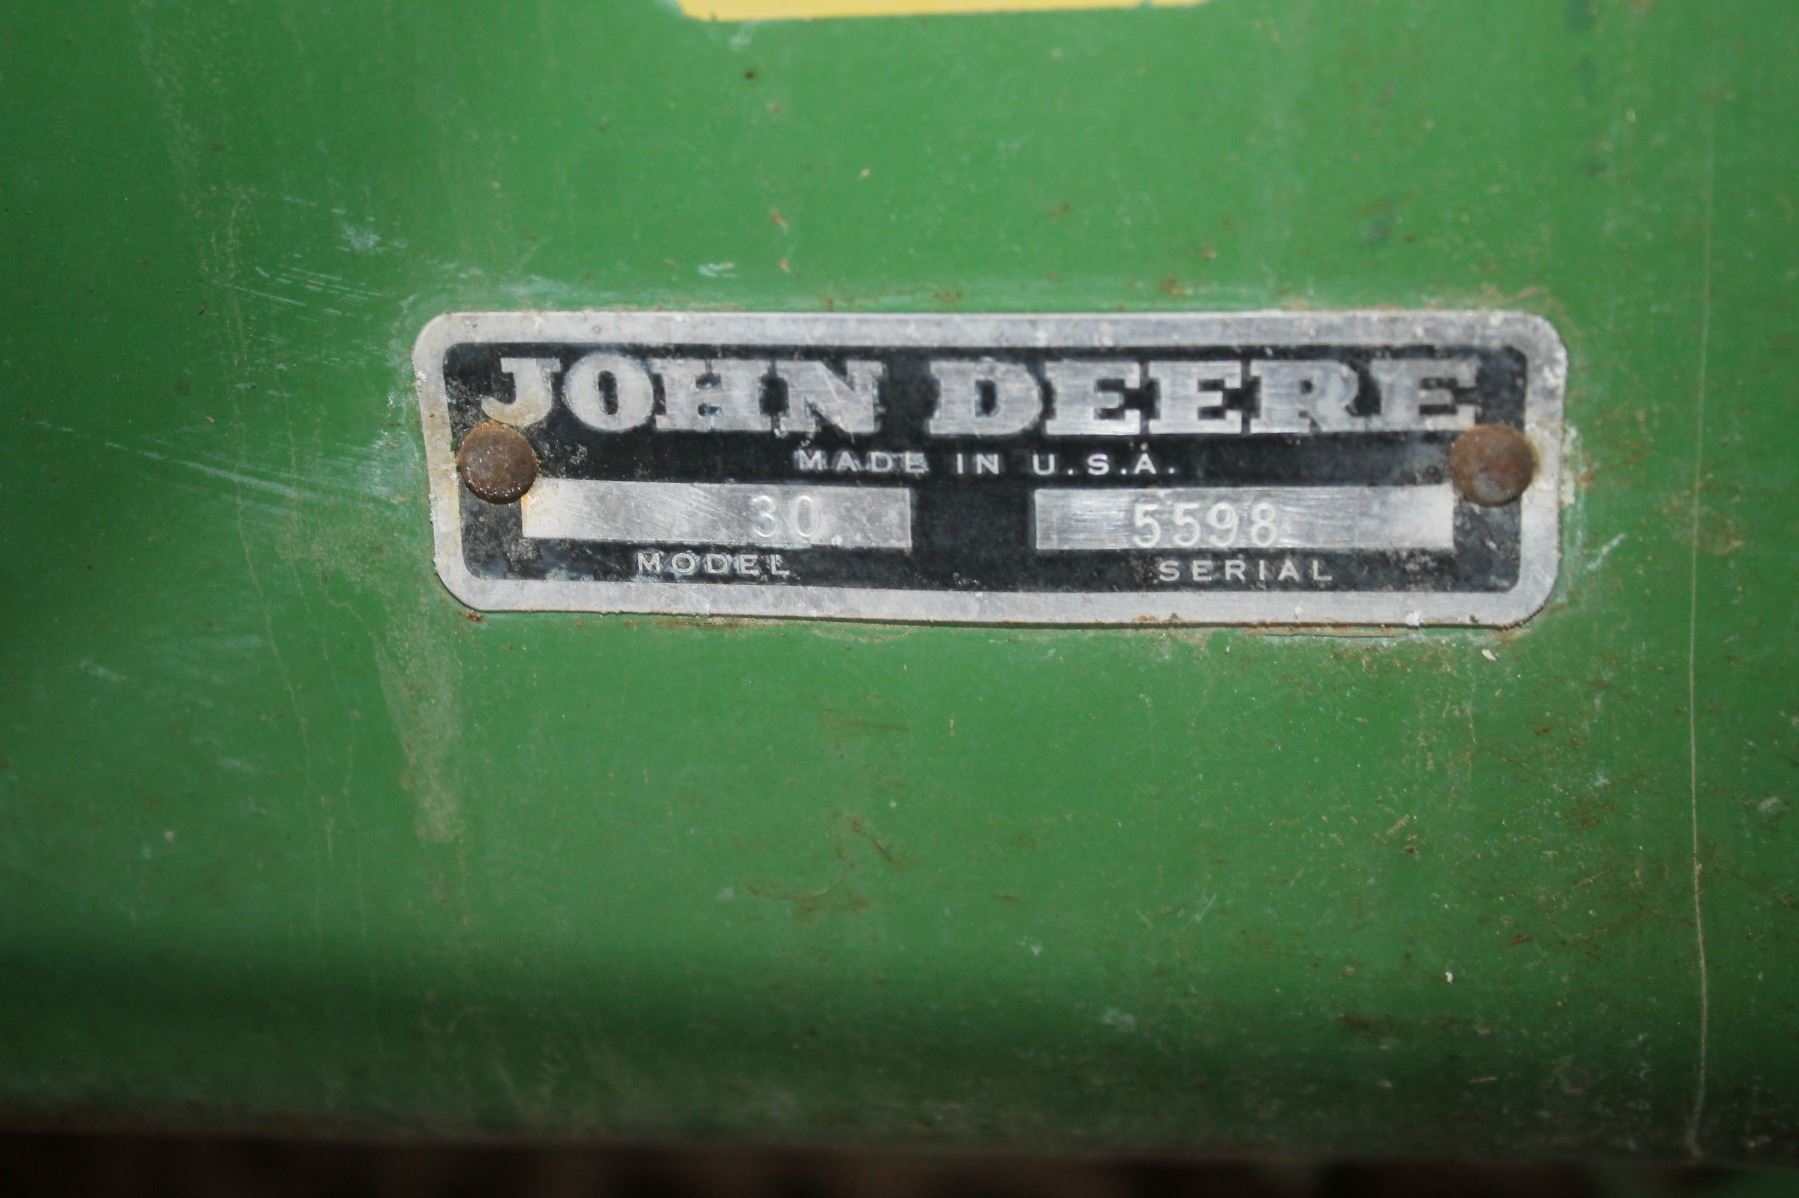 JOHN DEERE
MADE IN U.S.A.
30 5598
MODEL SERIAL